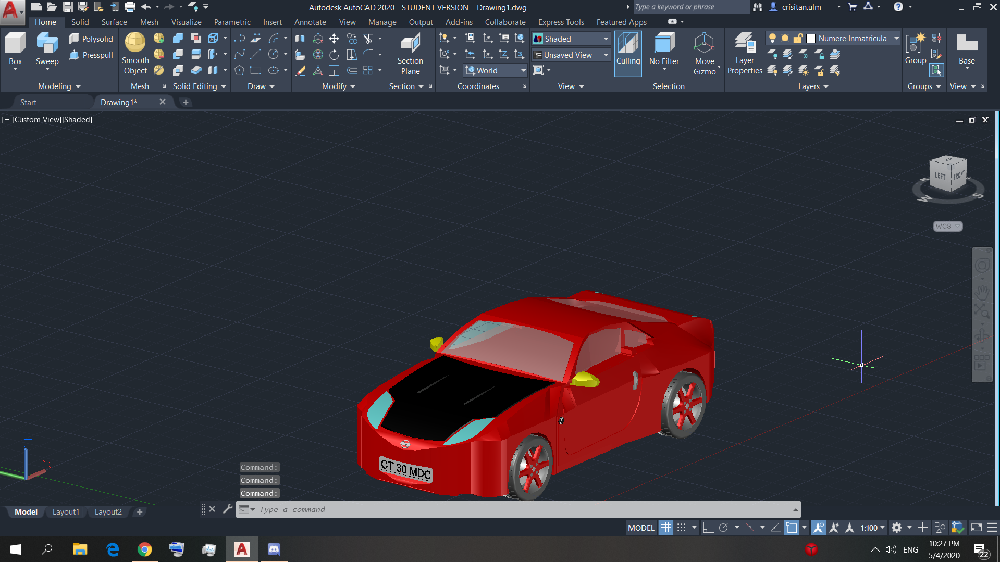 Autodesk AutoCAD 2020 - STUDENT VERSION Drawing1.dwg
Type a keyword or phrase
crisitan.ulm
Home Solid Surface Mesh Visualize Parametric Insert Annotate View Manage Output Add-ins Collaborate Express Tools Featured Apps
Box
Sweep
Polysolid
Presspull
Modeling
Smooth
Object
Mesh
Solid Editing
Draw
Modify
Section
Plane
Section
World
Coordinates
Shaded
Unsaved View
View
Culling
No Filter
Move
Gizmo
Selection
Layer
Properties
Numere Inmatricula
Layers
Group
Groups
Base
View
Start
Drawing1*
[−][Custom View][Shaded]
LEFT
FRONT
W
S
WCS
CT 30 MDC
Z
Y
X
Command:
Command:
Command:
Type a command
Model Layout1 Layout2
MODEL
1:100
ENG
10:27 PM
5/4/2020
22